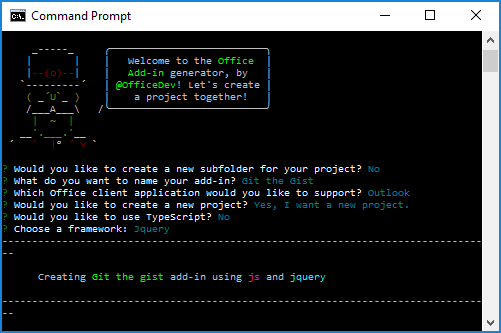 Command Prompt
Welcome to the Office
Add-in generator, by
@OfficeDev! Let's create
a project together!
? Would you like to create a new subfolder for your project? No
? What do you want to name your add-in? Git the Gist
? Which Office client application would you like to support? Outlook
? Would you like to create a new project? Yes, I want a new project.
? Would you like to use TypeScript? No
? Choose a framework: Jquery
Creating Git the gist add-in using js and jquery